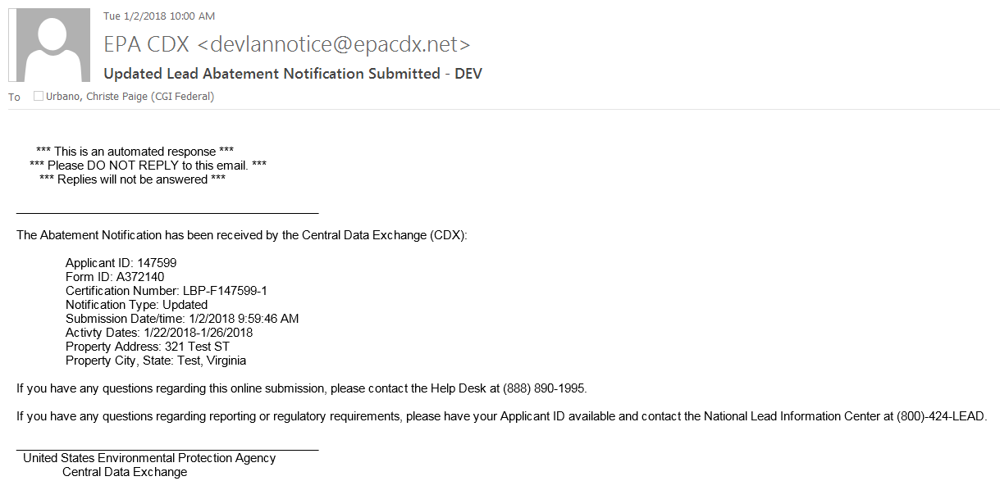 Tue 1/2/2018 10:00 AM
EPA CDX <devlannotice@epacdx.net>
Updated Lead Abatement Notification Submitted - DEV
To Urbano, Christe Paige (CGI Federal)
*** This is an automated response ***
*** Please DO NOT REPLY to this email. ***
*** Replies will not be answered ***
The Abatement Notification has been received by the Central Data Exchange (CDX):
Applicant ID: 147599
Form ID: A372140
Certification Number: LBP-F147599-1
Notification Type: Updated
Submission Date/time: 1/2/2018 9:59:46 AM
Activty Dates: 1/22/2018-1/26/2018
Property Address: 321 Test ST
Property City, State: Test, Virginia
If you have any questions regarding this online submission, please contact the Help Desk at (888) 890-1995.
If you have any questions regarding reporting or regulatory requirements, please have your Applicant ID available and contact the National Lead Information Center at (800)-424-LEAD.
United States Environmental Protection Agency
Central Data Exchange